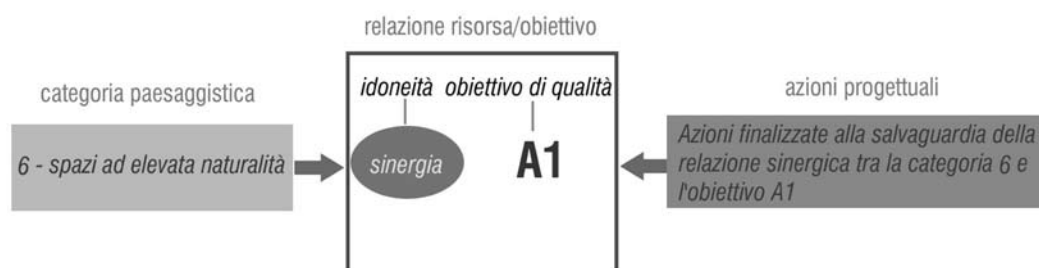 relazione risorsa/obiettivo
categoria paesaggistica
idoneità obiettivo di qualità
azioni progettuali
6 - spazi ad elevata naturalità
sinergia
A1
Azioni finalizzate alla salvaguardia della
relazione sinergica tra la categoria 6 e
l'obiettivo A1